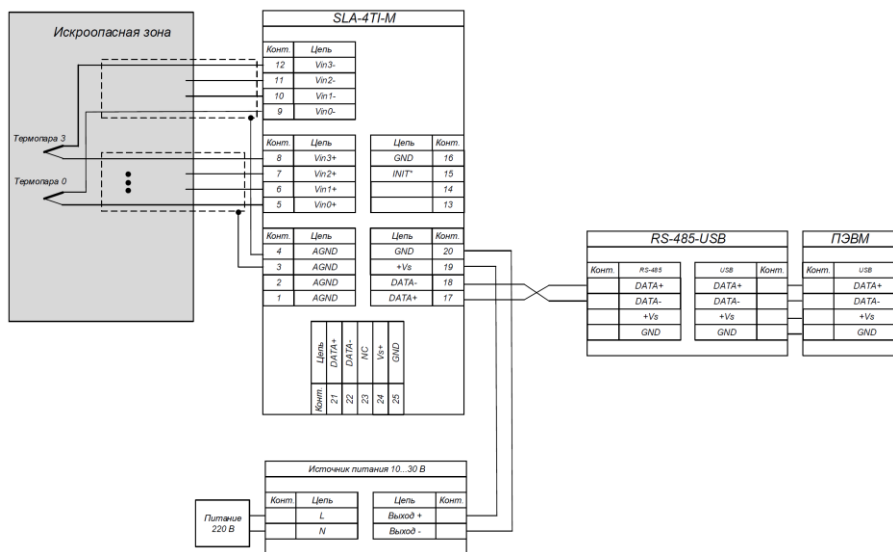 SLA-4TI-M
Искроопасная зона
Конт. Цепь
12 Vin3-
11 Vin2-
10 Vin1-
9 Vin0-
Термопара 3
Термопара 0
Конт. Цепь
8 Vin3+
7 Vin2+
6 Vin1+
5 Vin0+
Цепь Конт.
GND 16
INIT*  15
14
13
Конт. Цепь
4 AGND
3 AGND
2 AGND
1 AGND
Цепь Конт.
GND 20
+Vs 19
DATA- 18
DATA+ 17
Цепь DATA+ DATA- NC Vs+ GND
Конт. 21 22 23 24 25
RS-485-USB
Конт. RS-485
DATA+
DATA-
+Vs
GND
USB Конт.
DATA+
DATA-
+Vs
GND
ПЭВМ
Конт. USB
DATA+
DATA-
+Vs
GND
Источник питания 10...30 В
Конт. Цепь
L
N
Цепь Конт.
Выход +
Выход -
Питание
220 В